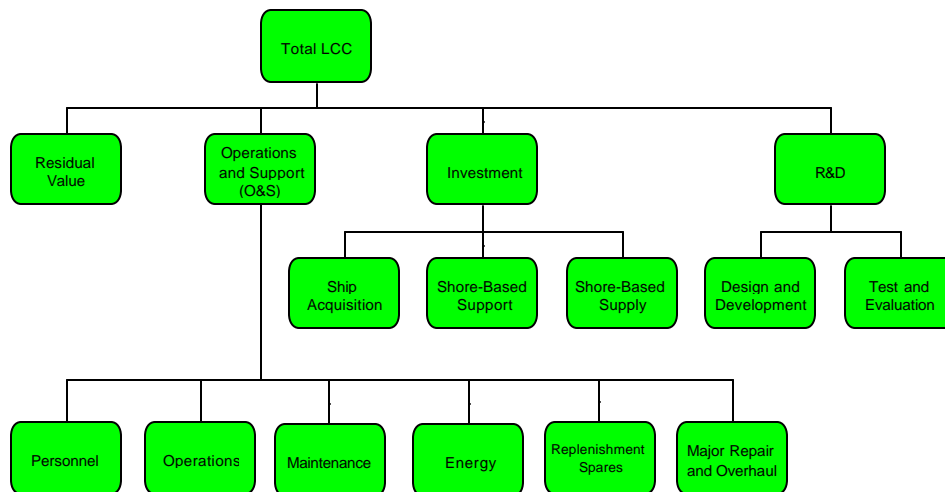 Total LCC
Residual
Value
Operations
and Support
(O&S)
Investment
R&D
Ship
Acquisition
Shore-Based
Support
Shore-Based
Supply
Design and
Development
Test and
Evaluation
Personnel
Operations
Maintenance
Energy
Replenishment
Spares
Major Repair
and Overhaul